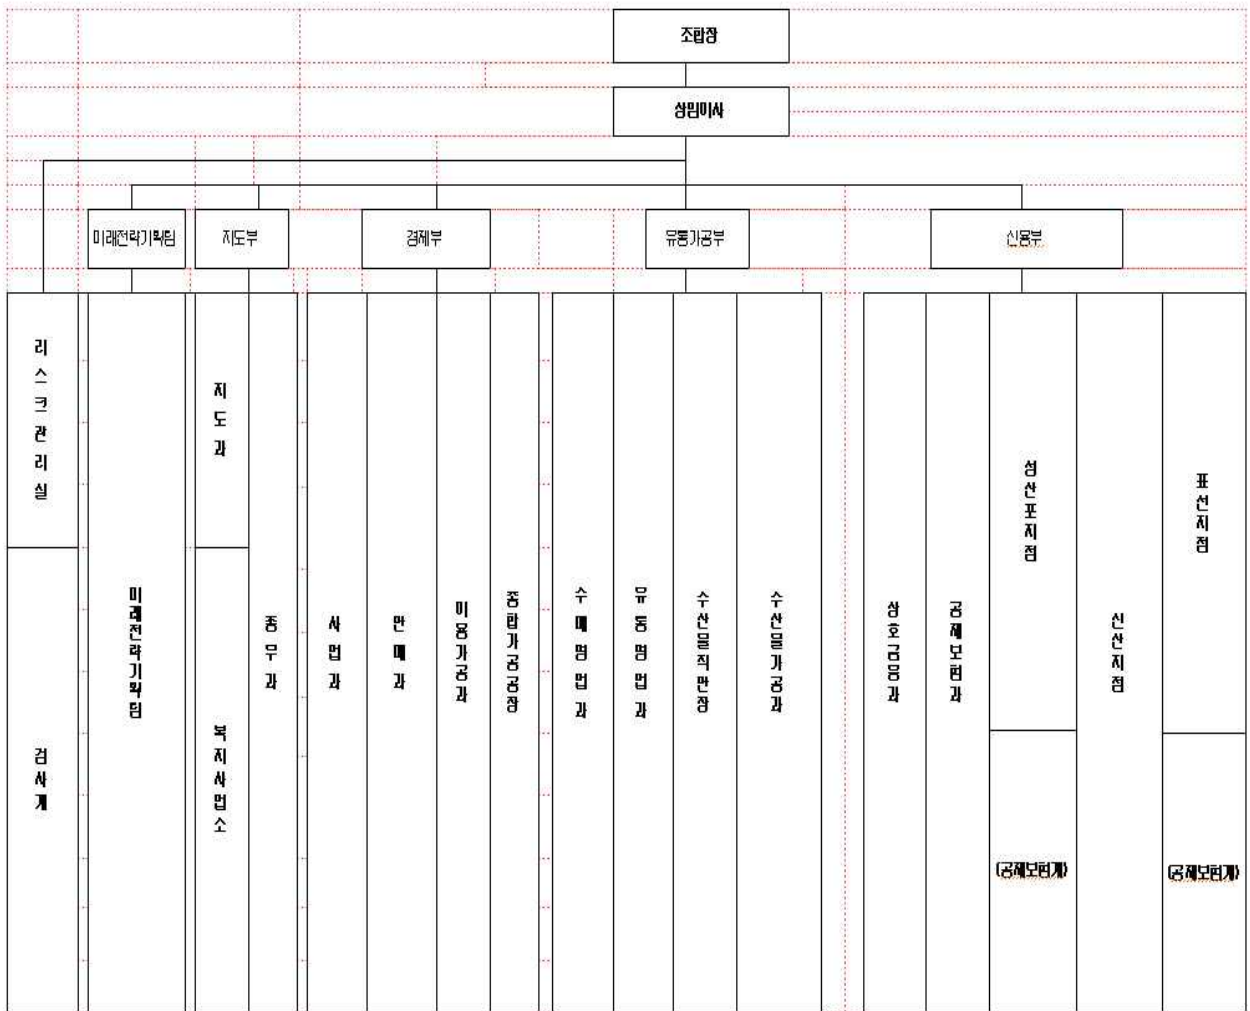 조합장
상임이사
미래전략기획팀
지도부
경제부
유통가공부
신용부
리스크관리실
검사계
미래전략기획팀
지도과
복지사업소
총무과
사업과
판매과
이용가공과
종합가공공장
수매영업과
유통영업과
수산물직판장
수산물가공과
상호금융과
공제보험과
성산포지점
(공제보험계)
신산지점
표선지점
(공제보험계)